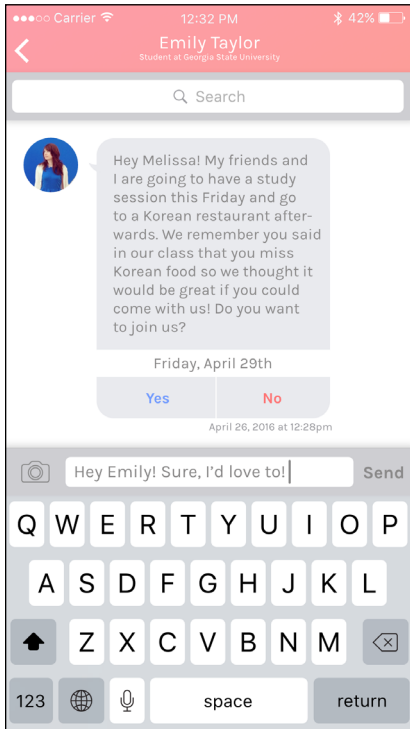 Carrier 12:32 PM 42%
Emily Taylor
Student at Georgia State University
Search
Hey Melissa! My friends and
I are going to have a study
session this Friday and go
to a Korean restaurant after-
wards. We remember you said
in our class that you miss
Korean food so we thought it
would be great if you could
come with us! Do you want
to join us?
Friday, April 29th
Yes No
April 26, 2016 at 12:28pm
Hey Emily! Sure, I'd love to! Send
Q W E R T Y U I O P
A S D F G H J K L
Z X C V B N M
123 space return